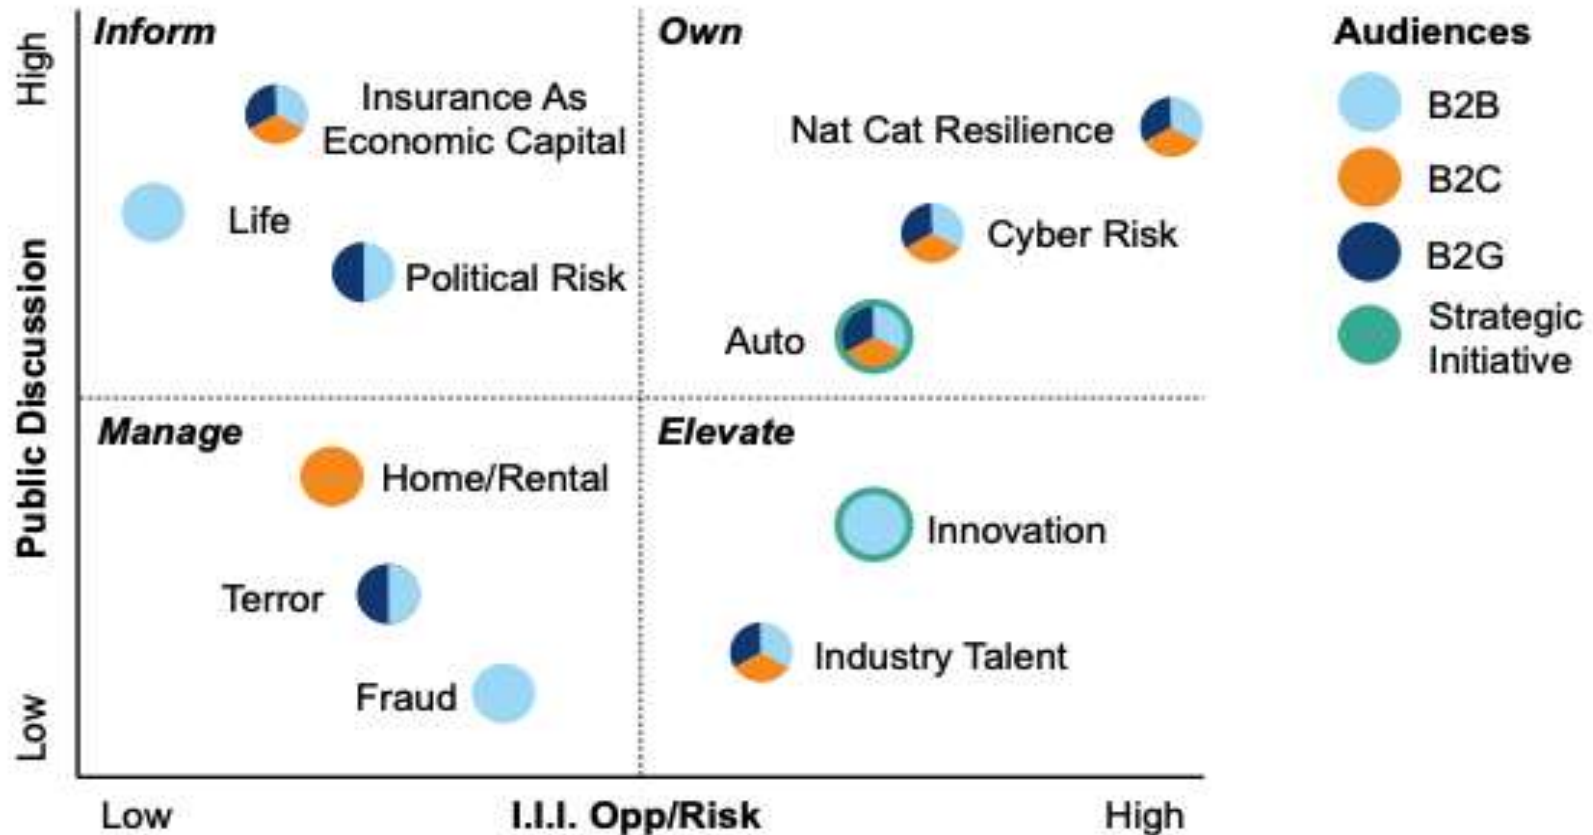 Inform
Own
Audiences
High
Insurance As
Economic Capital
Nat Cat Resilience
B2B
B2C
Life
Cyber Risk
B2G
Political Risk
Auto
Strategic
Initiative
Public Discussion
Manage
Elevate
Home/Rental
Innovation
Terror
Industry Talent
Fraud
Low
Low
I.I.I. Opp/Risk
High